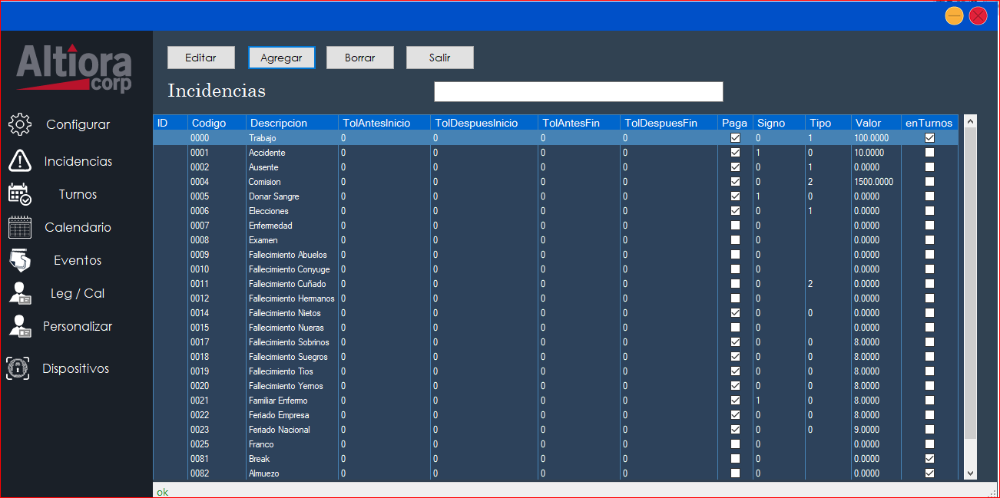 Altiora
corp
Configurar
Incidencias
Turnos
Calendario
Eventos
Leg / Cal
Personalizar
Dispositivos
Editar Agregar Borrar Salir
Incidencias
ID Codigo Descripcion TolAntesInicio TolDespuesInicio TolAntesFin TolDespuesFin Paga Signo Tipo Valor enTurnos
0000 Trabajo 0 0 0 0 0 1 100.0000
0001 Accidente 0 0 0 0 1 0 10.0000
0002 Ausente 0 0 0 0 0 1 0.0000
0004 Comision 0 0 0 0 0 2 1500.0000
0005 Donar Sangre 0 0 0 0 1 0 0.0000
0006 Elecciones 0 0 0 0 0 1 0.0000
0007 Enfermedad 0 0 0 0 0 0.0000
0008 Examen 0 0 0 0 0 0.0000
0009 Fallecimiento Abuelos 0 0 0 0 0 0.0000
0010 Fallecimiento Conyuge 0 0 0 0 0 0.0000
0011 Fallecimiento Cuñado 0 0 0 0 0 2 0.0000
0012 Fallecimiento Hermanos 0 0 0 0 0 0.0000
0014 Fallecimiento Nietos 0 0 0 0 0 0 0.0000
0015 Fallecimiento Nueras 0 0 0 0 0 0.0000
0017 Fallecimiento Sobrinos 0 0 0 0 0 0 8.0000
0018 Fallecimiento Suegros 0 0 0 0 0 0 8.0000
0019 Fallecimiento Tios 0 0 0 0 0 0 8.0000
0020 Fallecimiento Yernos 0 0 0 0 0 0 8.0000
0021 Familiar Enfermo 0 0 0 0 1 0 8.0000
0022 Feriado Empresa 0 0 0 0 0 0 8.0000
0023 Feriado Nacional 0 0 0 0 0 0 9.0000
0025 Franco 0 0 0 0 0 0.0000
0081 Break 0 0 0 0 0 0.0000
0082 Almuezo 0 0 0 0 0 0.0000
ok